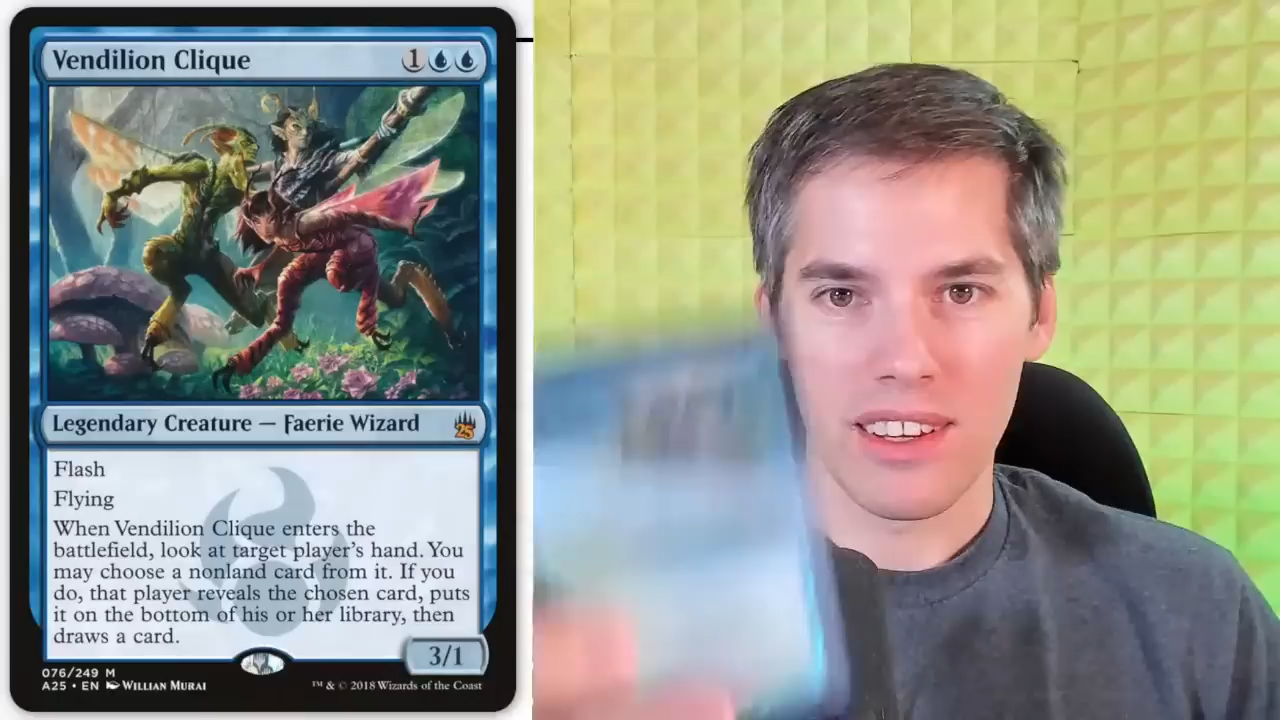 Vendilion Clique 1
Legendary Creature — Faerie Wizard 25
Flash
Flying
When Vendilion Clique enters the
battlefield, look at target player's hand. You
may choose a nonland card from it. If you
do, that player reveals the chosen card, puts
it on the bottom of his or her library, then
draws a card.
3/1
076/249 M
A25 • EN Willian Murai ™ & © 2018 Wizards of the Coast